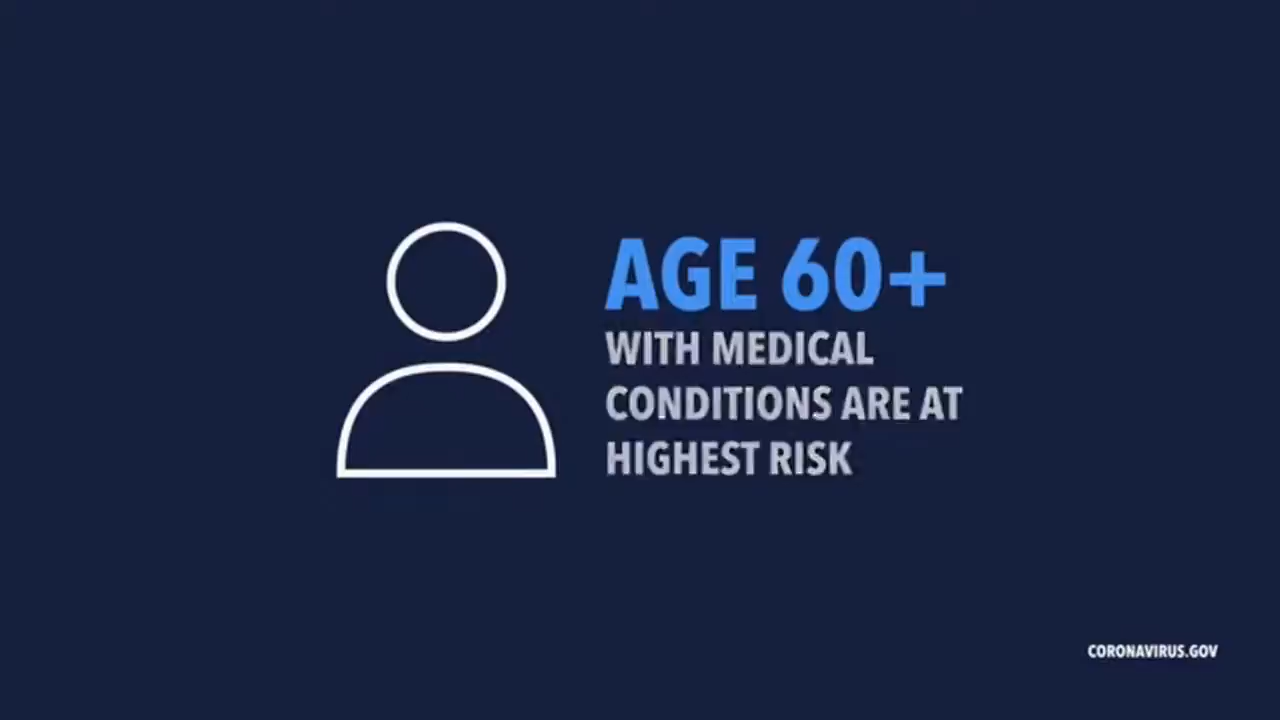 AGE 60+
WITH MEDICAL
CONDITIONS ARE AT
HIGHEST RISK
CORONAVIRUS.GOV